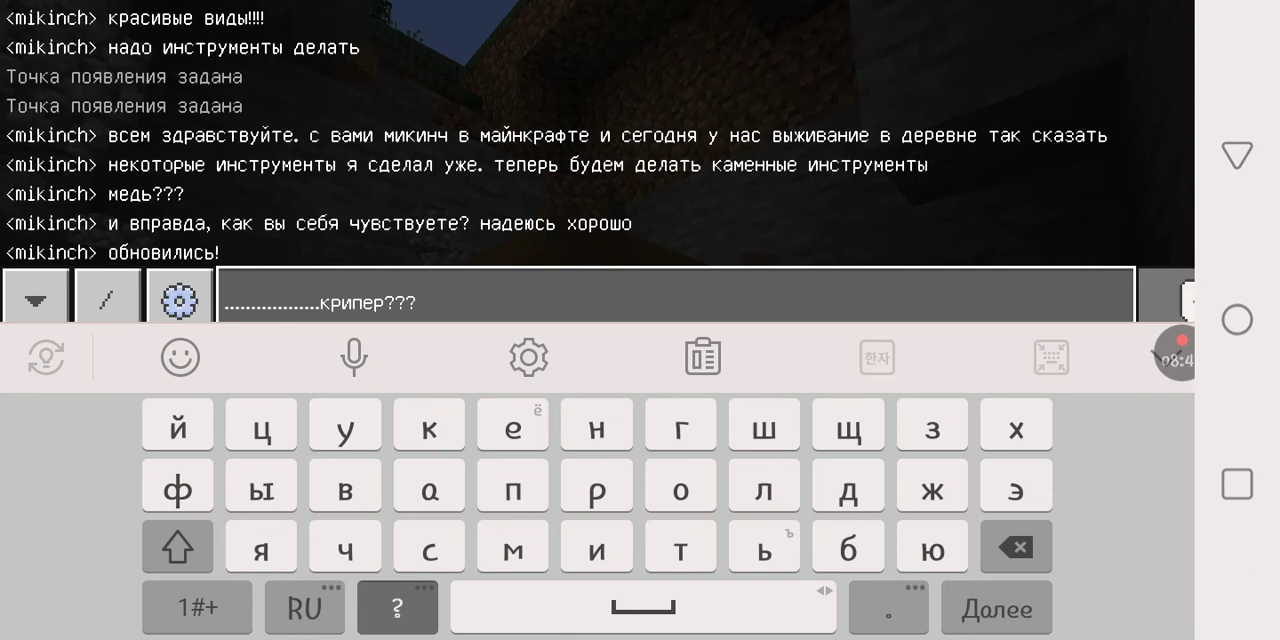 <mikinch> красивые виды!!!!
<mikinch> надо инструменты делать
Точка появления задана
Точка появления задана
<mikinch> всем здравствуйте. с вами микинч в майнкрафте и сегодня у нас выживание в деревне так сказать
<mikinch> некоторые инструменты я сделал уже. теперь будем делать каменные инструменты
<mikinch> медь???
<mikinch> и вправда, как вы себя чувствуете? надеюсь хорошо
<mikinch> обновились!
/ ..................крипер???
한자 08:4
й ц у к е ё н г ш щ з х
ф ы в а п р о л д ж э
я ч с м и т ь ъ б ю
1#+ RU ? . Далее